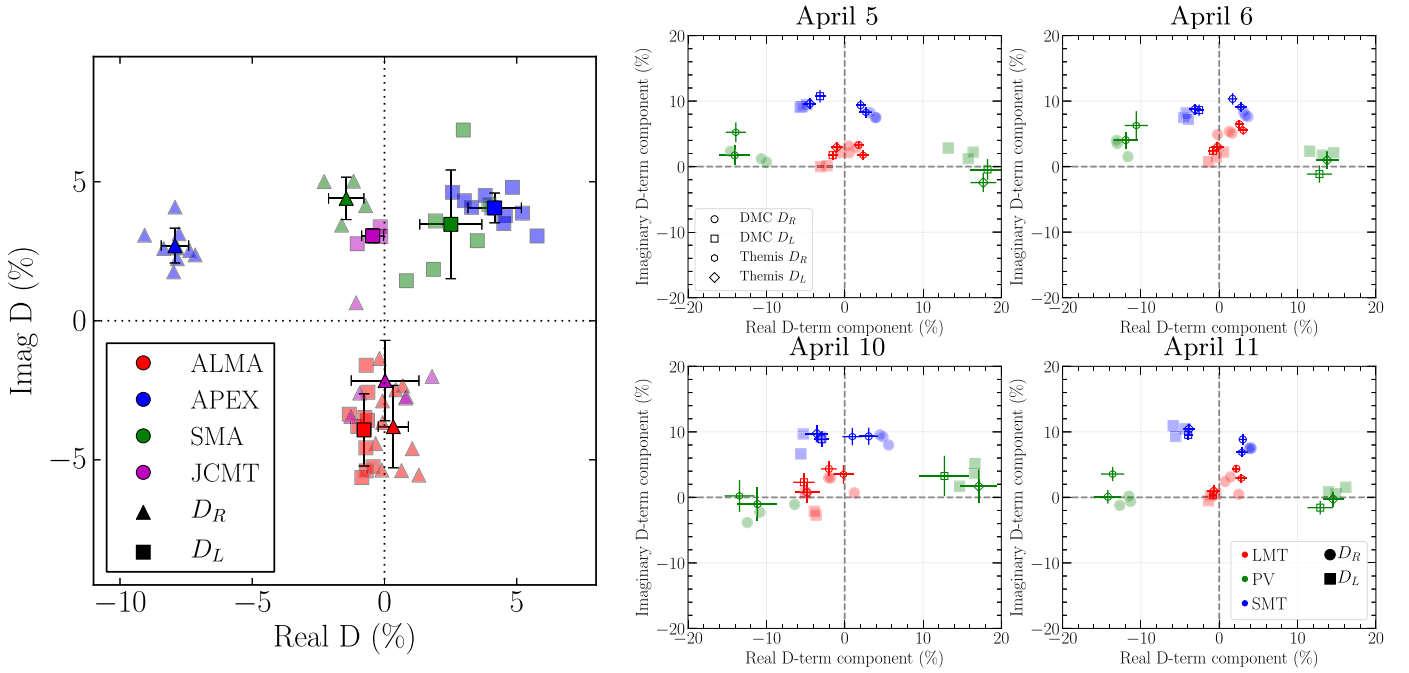 5
0
−5
−10
−5
0
5
Imag D (%)
Real D (%)
ALMA
APEX
SMA
JCMT
D_R
D_L
April 5
20
10
0
−10
−20
−20
−10
0
10
20
Imaginary D-term component (%)
Real D-term component (%)
DMC D_R
DMC D_L
Themis D_R
Themis D_L
April 6
20
10
0
−10
−20
−20
−10
0
10
20
Imaginary D-term component (%)
Real D-term component (%)
April 10
20
10
0
−10
−20
−20
−10
0
10
20
Imaginary D-term component (%)
Real D-term component (%)
April 11
20
10
0
−10
−20
−20
−10
0
10
20
Imaginary D-term component (%)
Real D-term component (%)
LMT
PV
SMT
D_R
D_L